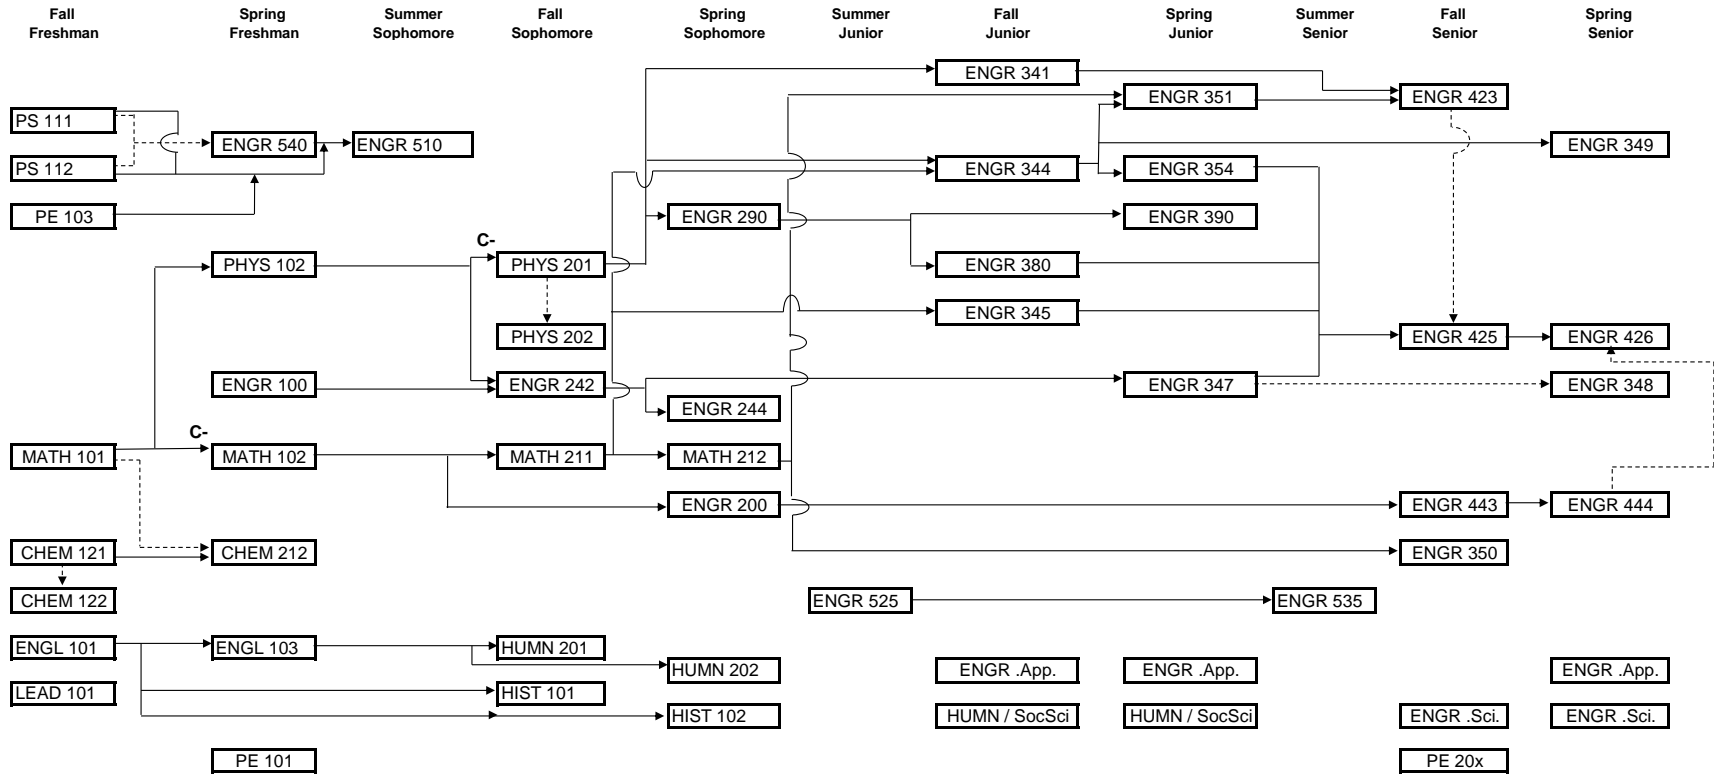 Fall Spring Summer Fall Spring Summer Fall Spring Summer Fall Spring
Freshman Freshman Sophomore Sophomore Sophomore Junior Junior Junior Senior Senior Senior
ENGR 341
ENGR 351 ENGR 423
PS 111
ENGR 540 ENGR 510 ENGR 349
PS 112 ENGR 344 ENGR 354
PE 103 ENGR 290 ENGR 390
C-
PHYS 102 PHYS 201 ENGR 380
ENGR 345
PHYS 202 ENGR 425 ENGR 426
ENGR 100 ENGR 242 ENGR 347 ENGR 348
ENGR 244
C-
MATH 101 MATH 102 MATH 211 MATH 212
ENGR 200 ENGR 443 ENGR 444
CHEM 121 CHEM 212 ENGR 350
CHEM 122 ENGR 525 ENGR 535
ENGL 101 ENGL 103 HUMN 201
HUMN 202 ENGR .App. ENGR .App. ENGR .App.
LEAD 101 HIST 101
HIST 102 HUMN / SocSci HUMN / SocSci ENGR .Sci. ENGR .Sci.
PE 101 PE 20x